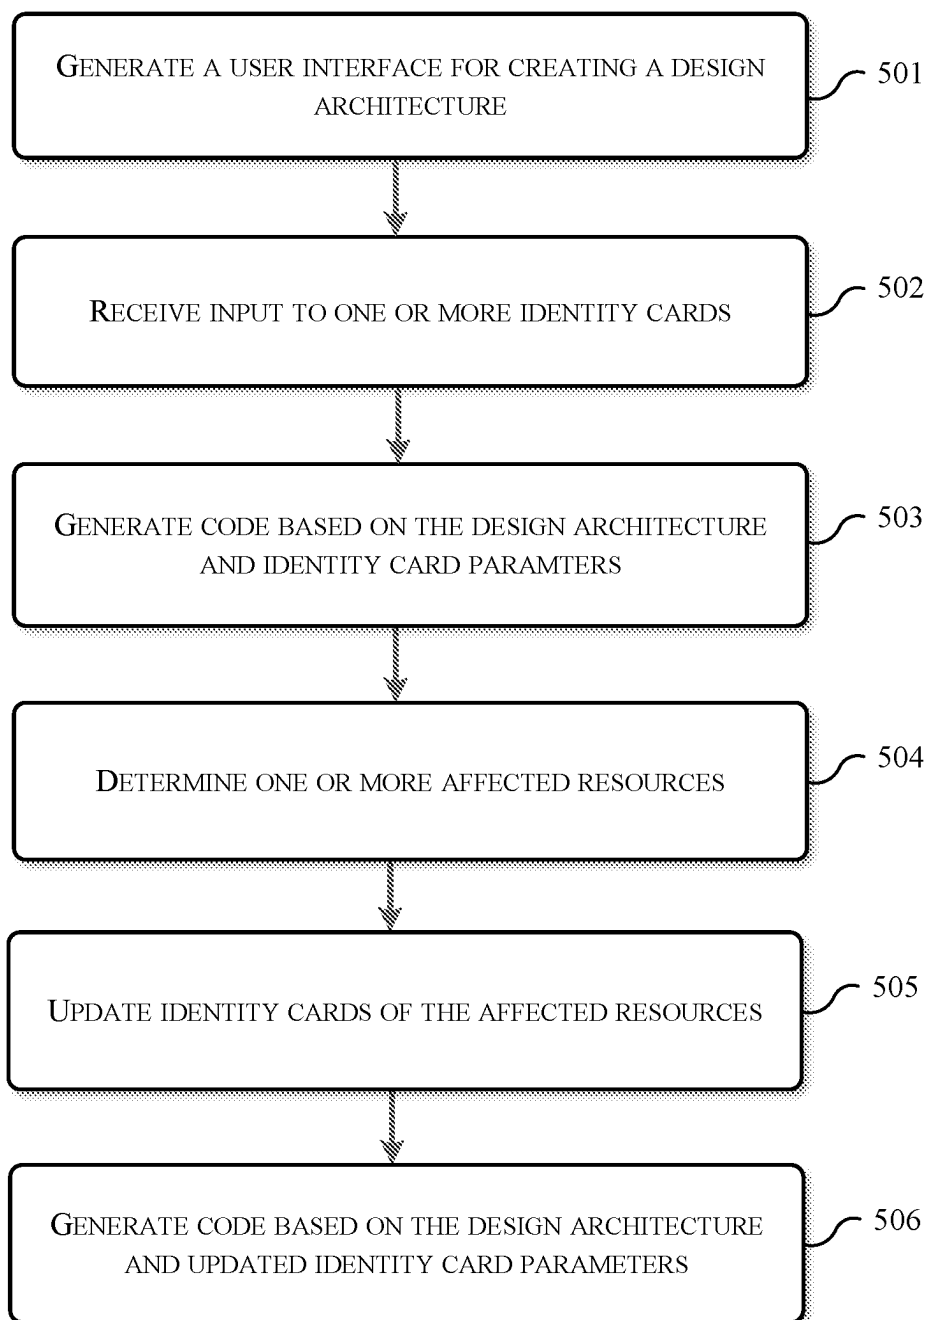 GENERATE A USER INTERFACE FOR CREATING A DESIGN
ARCHITECTURE
501
RECEIVE INPUT TO ONE OR MORE IDENTITY CARDS
502
GENERATE CODE BASED ON THE DESIGN ARCHITECTURE
AND IDENTITY CARD PARAMTERS
503
DETERMINE ONE OR MORE AFFECTED RESOURCES
504
UPDATE IDENTITY CARDS OF THE AFFECTED RESOURCES
505
GENERATE CODE BASED ON THE DESIGN ARCHITECTURE
AND UPDATED IDENTITY CARD PARAMETERS
506